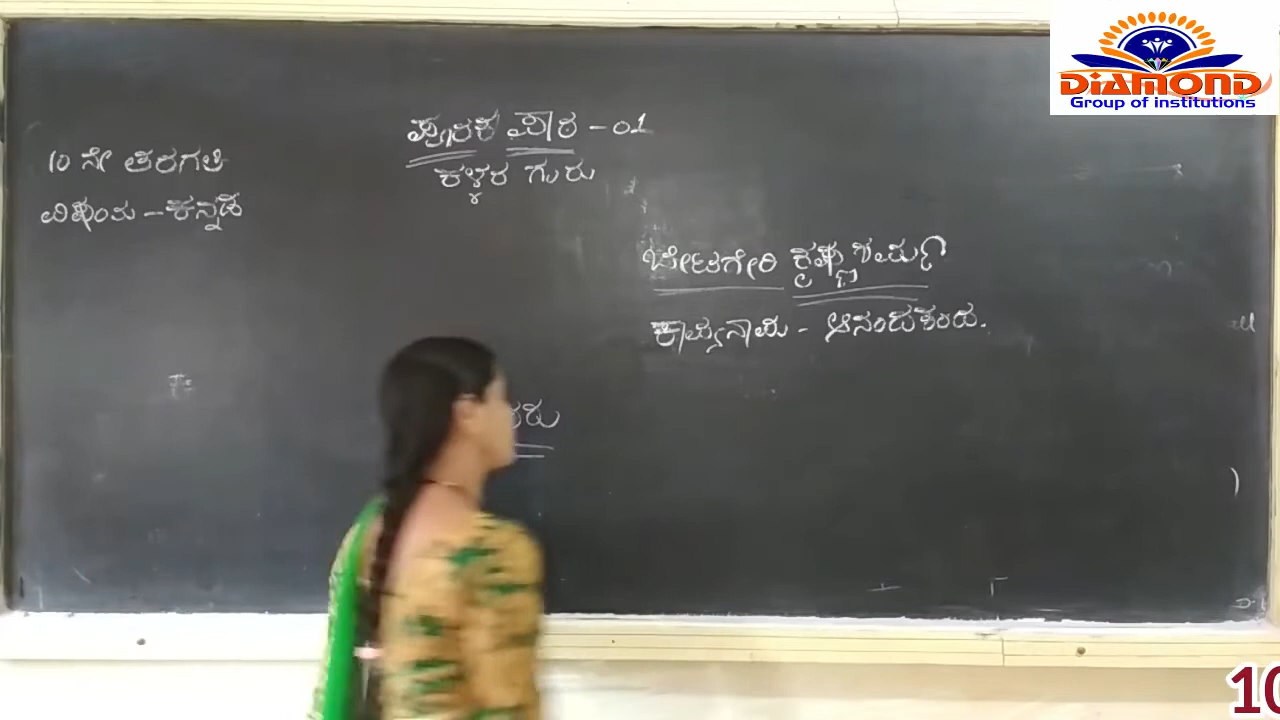 DIAMOND
Group of institutions
ಪೂರಕ ಪಾಠ - 01
ಕಳ್ಳರ ಗುರು
10 ನೇ ತರಗತಿ
ವಿಷಯ - ಕನ್ನಡ
ಬೆಟಗೇರಿ ಕೃಷ್ಣಶರ್ಮ
ಕಾವ್ಯನಾಮ - ಆನಂದಕಂದ.
10